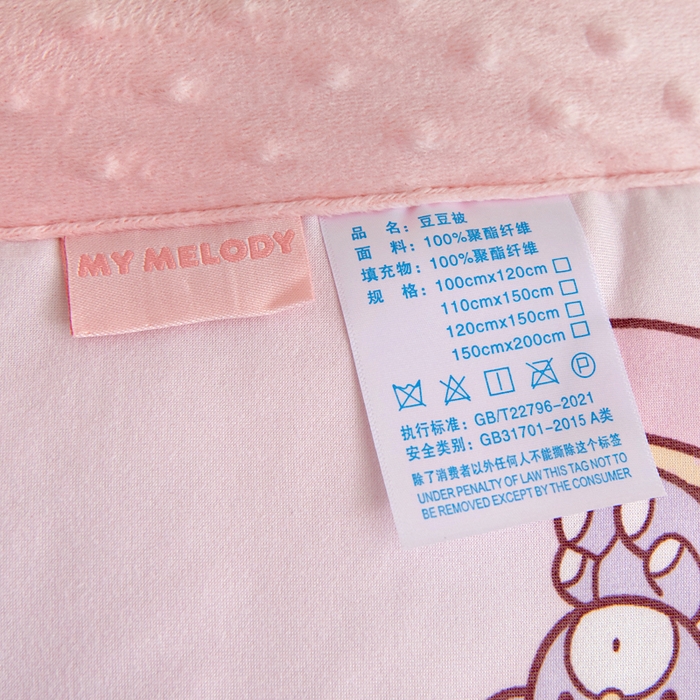 MY MELODY
品 名：豆豆被
面 料：100%聚酯纤维
填充物：100%聚酯纤维
规 格：100cmx120cm
110cmx150cm
120cmx150cm
150cmx200cm
P
执行标准：GB/T22796-2021
安全类别：GB31701-2015 A类
除了消费者以外任何人不能撕除这个标签
UNDER PENALTY OF LAW THIS TAG NOT TO
BE REMOVED EXCEPT BY THE CONSUMER